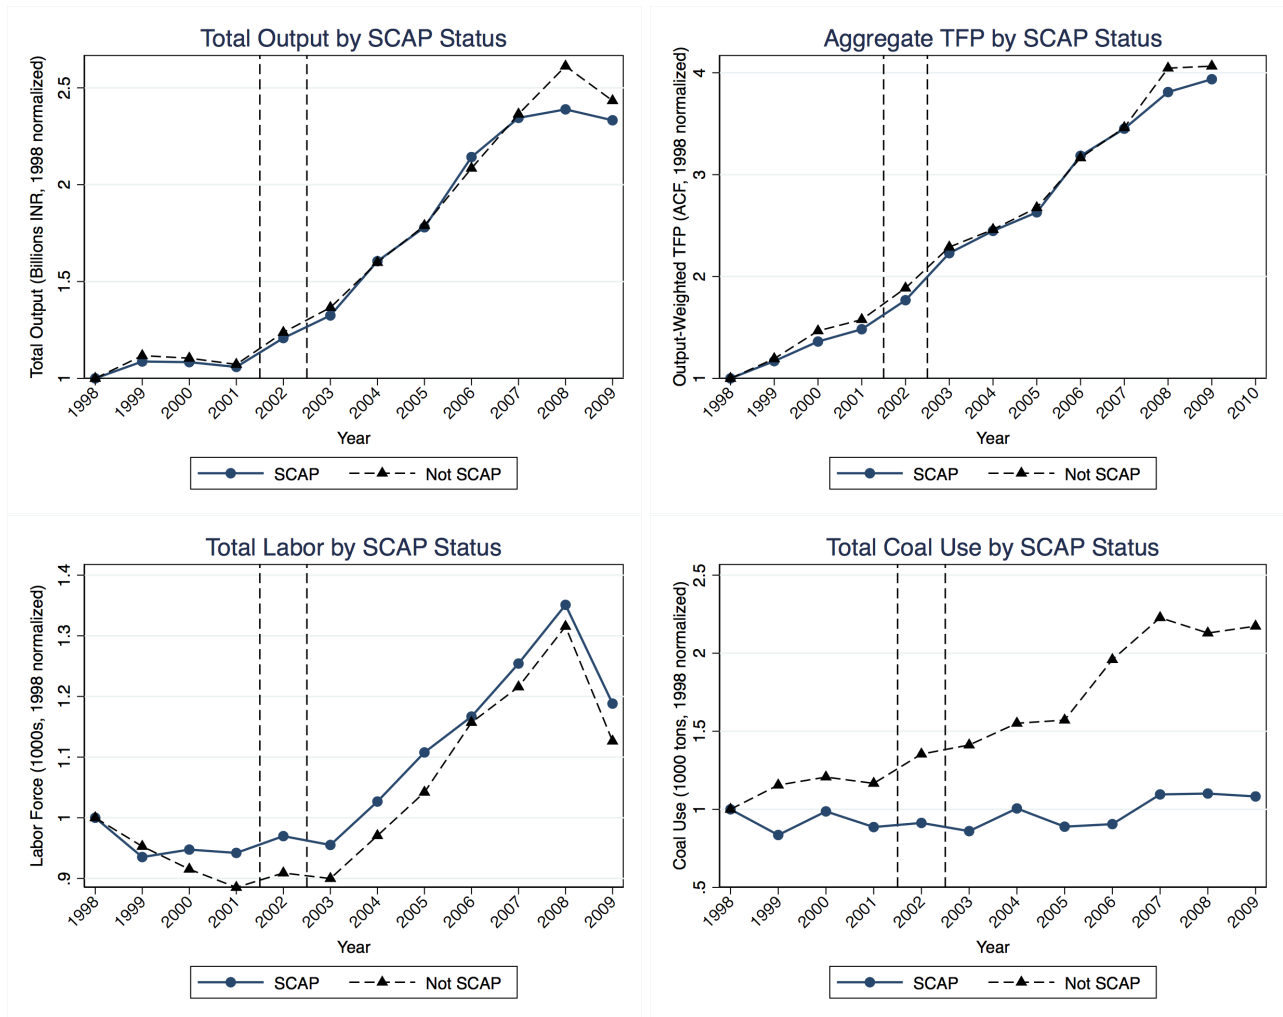 Total Output by SCAP Status
Total Output (Billions INR, 1998 normalized)
2.5
2
1.5
1
1998 1999 2000 2001 2002 2003 2004 2005 2006 2007 2008 2009
Year
SCAP Not SCAP
Aggregate TFP by SCAP Status
Output-Weighted TFP (ACF, 1998 normalized)
4
3
2
1
1998 1999 2000 2001 2002 2003 2004 2005 2006 2007 2008 2009 2010
Year
SCAP Not SCAP
Total Labor by SCAP Status
Labor Force (1000s, 1998 normalized)
1.4
1.3
1.2
1.1
1
.9
1998 1999 2000 2001 2002 2003 2004 2005 2006 2007 2008 2009
Year
SCAP Not SCAP
Total Coal Use by SCAP Status
Coal Use (1000 tons, 1998 normalized)
2.5
2
1.5
1
.5
1998 1999 2000 2001 2002 2003 2004 2005 2006 2007 2008 2009
Year
SCAP Not SCAP